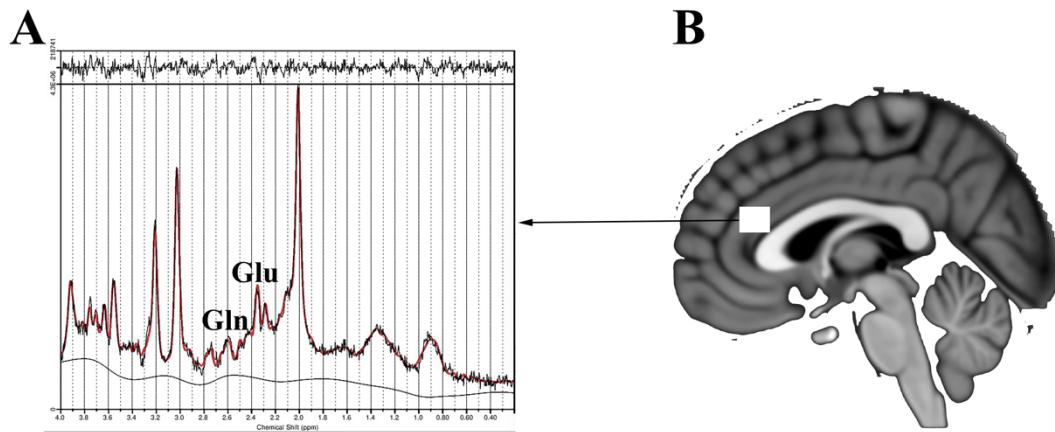 A
B
218741
4.3E+06
Glu
Gln
0
4.0 3.8 3.6 3.4 3.2 3.0 2.8 2.6 2.4 2.2 2.0 1.8 1.6 1.4 1.2 1.0 0.80 0.60 0.40
Chemical Shift (ppm)